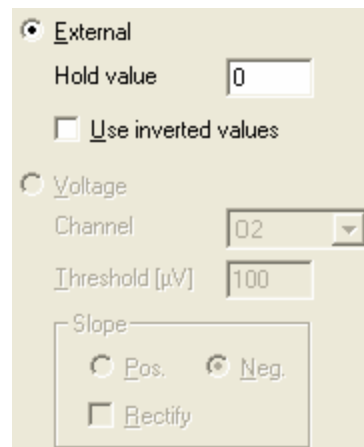 External
Hold value 0
Use inverted values
Voltage
Channel O2
Threshold [µV] 100
Slope
Pos. Neg.
Rectify